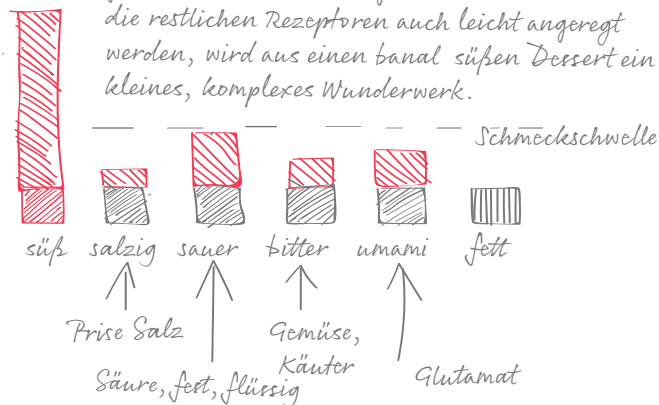 die restlichen Rezeptoren auch leicht angeregt
werden, wird aus einen banal süßen Dessert ein
kleines, komplexes Wunderwerk.
Schmeckschwelle
süß salzig sauer bitter umami fett
Prise Salz
Gemüse,
Käuter
Säure, fest, flüssig
Glutamat